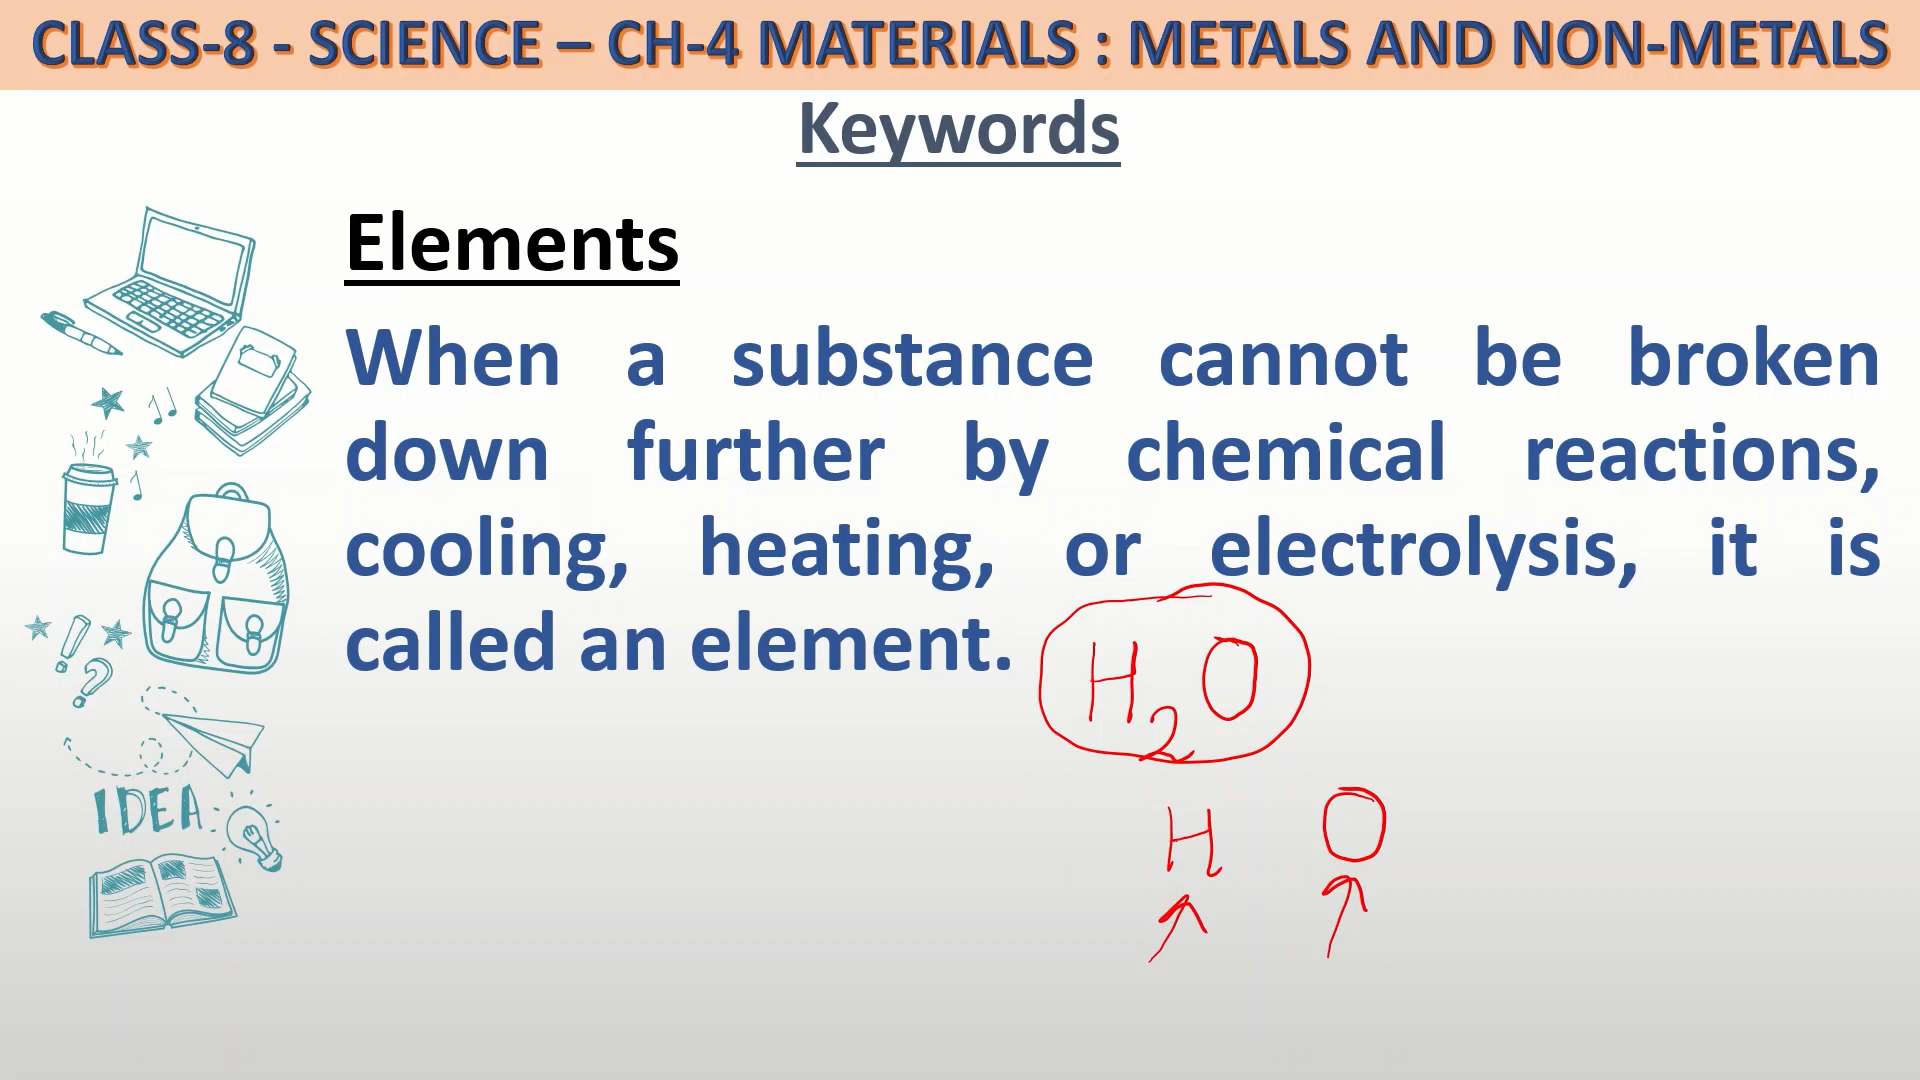 CLASS-8 - SCIENCE – CH-4 MATERIALS : METALS AND NON-METALS
Keywords
Elements
When a substance cannot be broken
down further by chemical reactions,
cooling, heating, or electrolysis, it is
called an element.
H₂O
H O
IDEA